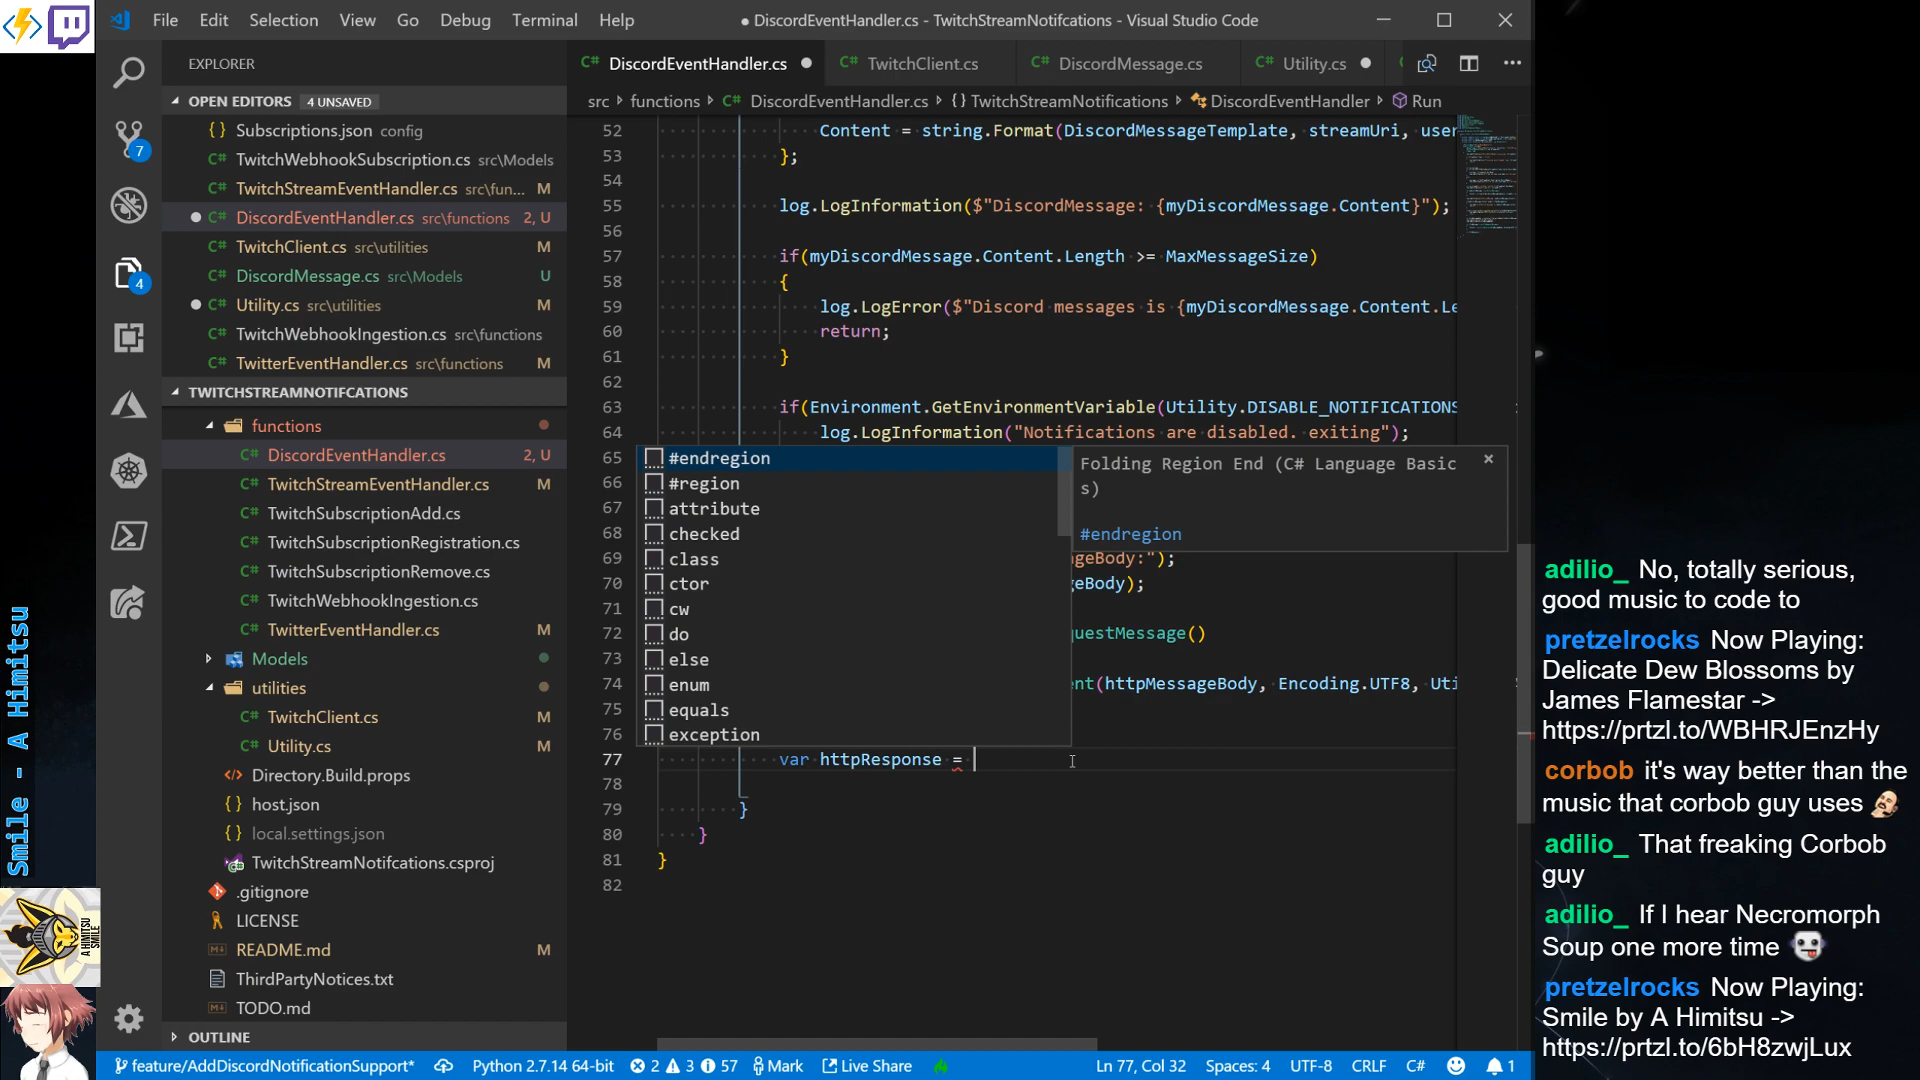 File Edit Selection View Go Debug Terminal Help
● DiscordEventHandler.cs - TwitchStreamNotifcations - Visual Studio Code
EXPLORER
OPEN EDITORS 4 UNSAVED
{} Subscriptions.json config
C# TwitchWebhookSubscription.cs src\Models
C# TwitchStreamEventHandler.cs src\fun... M
C# DiscordEventHandler.cs src\functions 2, U
C# TwitchClient.cs src\utilities M
C# DiscordMessage.cs src\Models U
C# Utility.cs src\utilities M
C# TwitchWebhookIngestion.cs src\functions
C# TwitterEventHandler.cs src\functions M
TWITCHSTREAMNOTIFCATIONS
functions
C# DiscordEventHandler.cs 2, U
C# TwitchStreamEventHandler.cs M
C# TwitchSubscriptionAdd.cs
C# TwitchSubscriptionRegistration.cs
C# TwitchSubscriptionRemove.cs
C# TwitchWebhookIngestion.cs
C# TwitterEventHandler.cs M
Models
utilities
C# TwitchClient.cs M
C# Utility.cs M
Directory.Build.props
{} host.json
{} local.settings.json
TwitchStreamNotifcations.csproj
.gitignore
LICENSE
README.md M
ThirdPartyNotices.txt
TODO.md
OUTLINE
7
4
C# DiscordEventHandler.cs C# TwitchClient.cs C# DiscordMessage.cs C# Utility.cs
src > functions > C# DiscordEventHandler.cs > {} TwitchStreamNotifications > DiscordEventHandler > Run
52 Content = string.Format(DiscordMessageTemplate, streamUri, user
53 };
54
55 log.LogInformation($"DiscordMessage: {myDiscordMessage.Content}");
56
57 if(myDiscordMessage.Content.Length >= MaxMessageSize)
58 {
59 log.LogError($"Discord messages is {myDiscordMessage.Content.Le
60 return;
61 }
62
63 if(Environment.GetEnvironmentVariable(Utility.DISABLE_NOTIFICATIONS
64 log.LogInformation("Notifications are disabled. exiting");
65
66
67
68
69 ageBody:");
70 geBody);
71
72 questMessage()
73
74 nt(httpMessageBody, Encoding.UTF8, Uti
75
76
77 var httpResponse =
78
79 }
80 }
81 }
82
#endregion
#region
attribute
checked
class
ctor
cw
do
else
enum
equals
exception
Folding Region End (C# Language Basic
s)
#endregion
feature/AddDiscordNotificationSupport* Python 2.7.14 64-bit 2 3 57 Mark Live Share Ln 77, Col 32 Spaces: 4 UTF-8 CRLF C# 1
Smile - A Himitsu
A HIMITSU
SMILE
adilio_ No, totally serious,
good music to code to
pretzelrocks Now Playing:
Delicate Dew Blossoms by
James Flamestar ->
https://prtzl.to/WBHRJEnzHy
corbob it's way better than the
music that corbob guy uses
adilio_ That freaking Corbob
guy
adilio_ If I hear Necromorph
Soup one more time
pretzelrocks Now Playing:
Smile by A Himitsu ->
https://prtzl.to/6bH8zwjLux